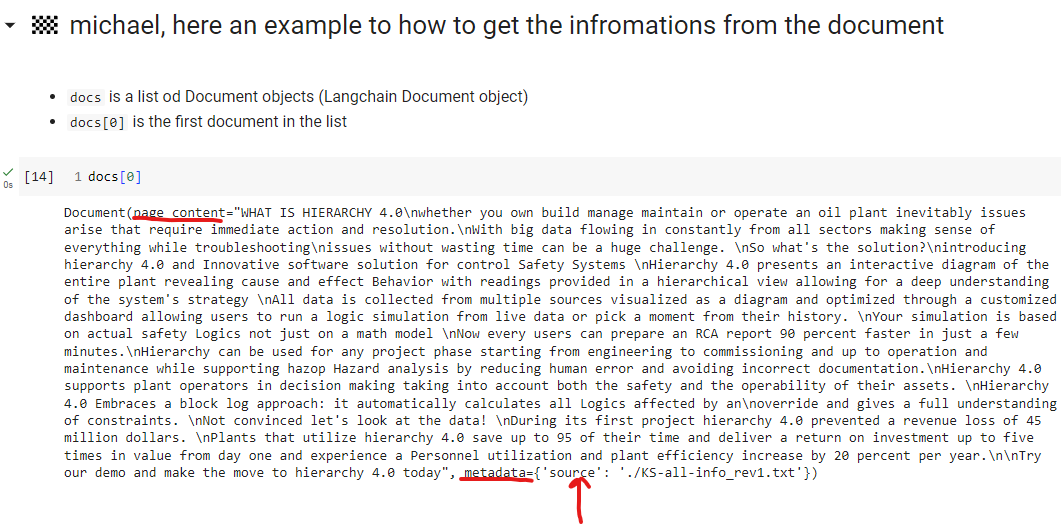 michael, here an example to how to get the infromations from the document
docs is a list od Document objects (Langchain Document object)
docs[0] is the first document in the list
[14] 1 docs[0]
0s
Document(page_content="WHAT IS HIERARCHY 4.0\nwhether you own build manage maintain or operate an oil plant inevitably issues
arise that require immediate action and resolution.\nWith big data flowing in constantly from all sectors making sense of
everything while troubleshooting\nissues without wasting time can be a huge challenge. \nSo what's the solution?\nintroducing
hierarchy 4.0 and Innovative software solution for control Safety Systems \nHierarchy 4.0 presents an interactive diagram of the
entire plant revealing cause and effect Behavior with readings provided in a hierarchical view allowing for a deep understanding
of the system's strategy \nAll data is collected from multiple sources visualized as a diagram and optimized through a customized
dashboard allowing users to run a logic simulation from live data or pick a moment from their history. \nYour simulation is based
on actual safety Logics not just on a math model \nNow every users can prepare an RCA report 90 percent faster in just a few
minutes.\nHierarchy can be used for any project phase starting from engineering to commissioning and up to operation and
maintenance while supporting hazop Hazard analysis by reducing human error and avoiding incorrect documentation.\nHierarchy 4.0
supports plant operators in decision making taking into account both the safety and the operability of their assets. \nHierarchy
4.0 Embraces a block log approach: it automatically calculates all Logics affected by an\noverride and gives a full understanding
of constraints. \nNot convinced let's look at the data! \nDuring its first project hierarchy 4.0 prevented a revenue loss of 45
million dollars. \nPlants that utilize hierarchy 4.0 save up to 95 of their time and deliver a return on investment up to five
times in value from day one and experience a Personnel utilization and plant efficiency increase by 20 percent per year.\n\nTry
our demo and make the move to hierarchy 4.0 today", metadata={'source': './KS-all-info_rev1.txt'})